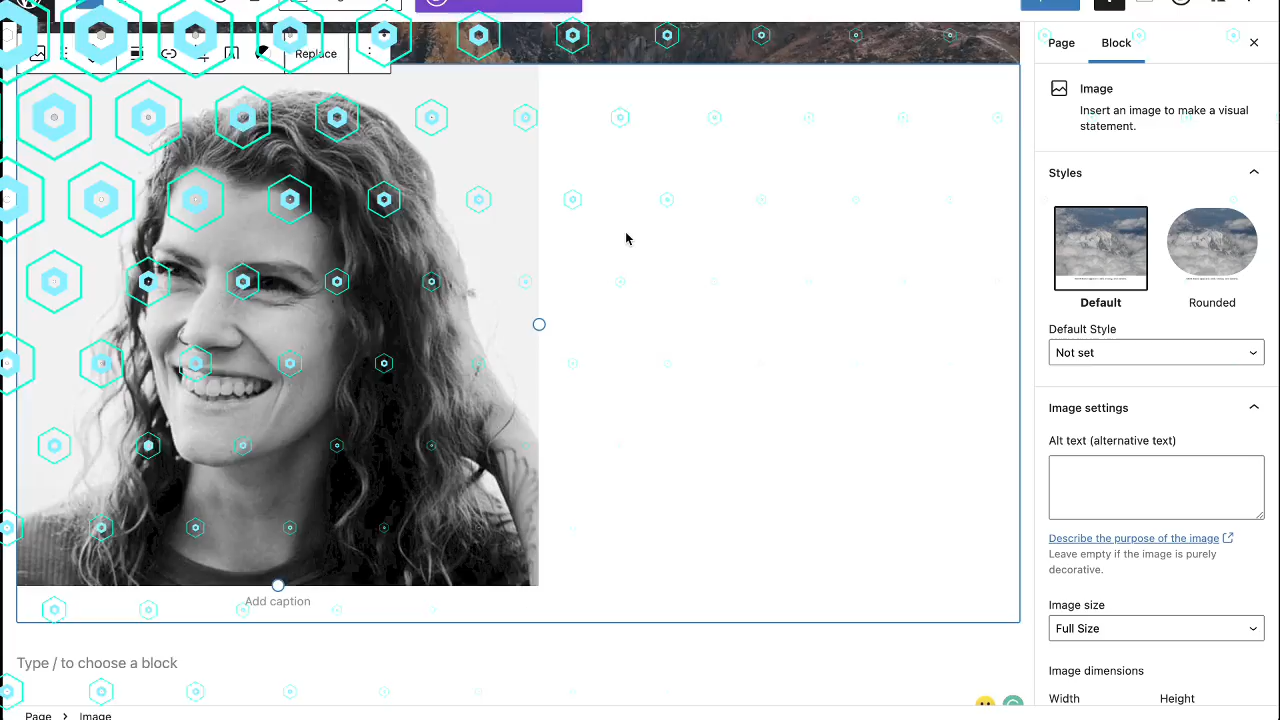 Replace
Page
Block
Image
Insert an image to make a visual
statement.
Styles
Default
Rounded
Default Style
Not set
Image settings
Alt text (alternative text)
Describe the purpose of the image
Leave empty if the image is purely
decorative.
Image size
Full Size
Image dimensions
Width
Height
Add caption
Type / to choose a block
Page
Image